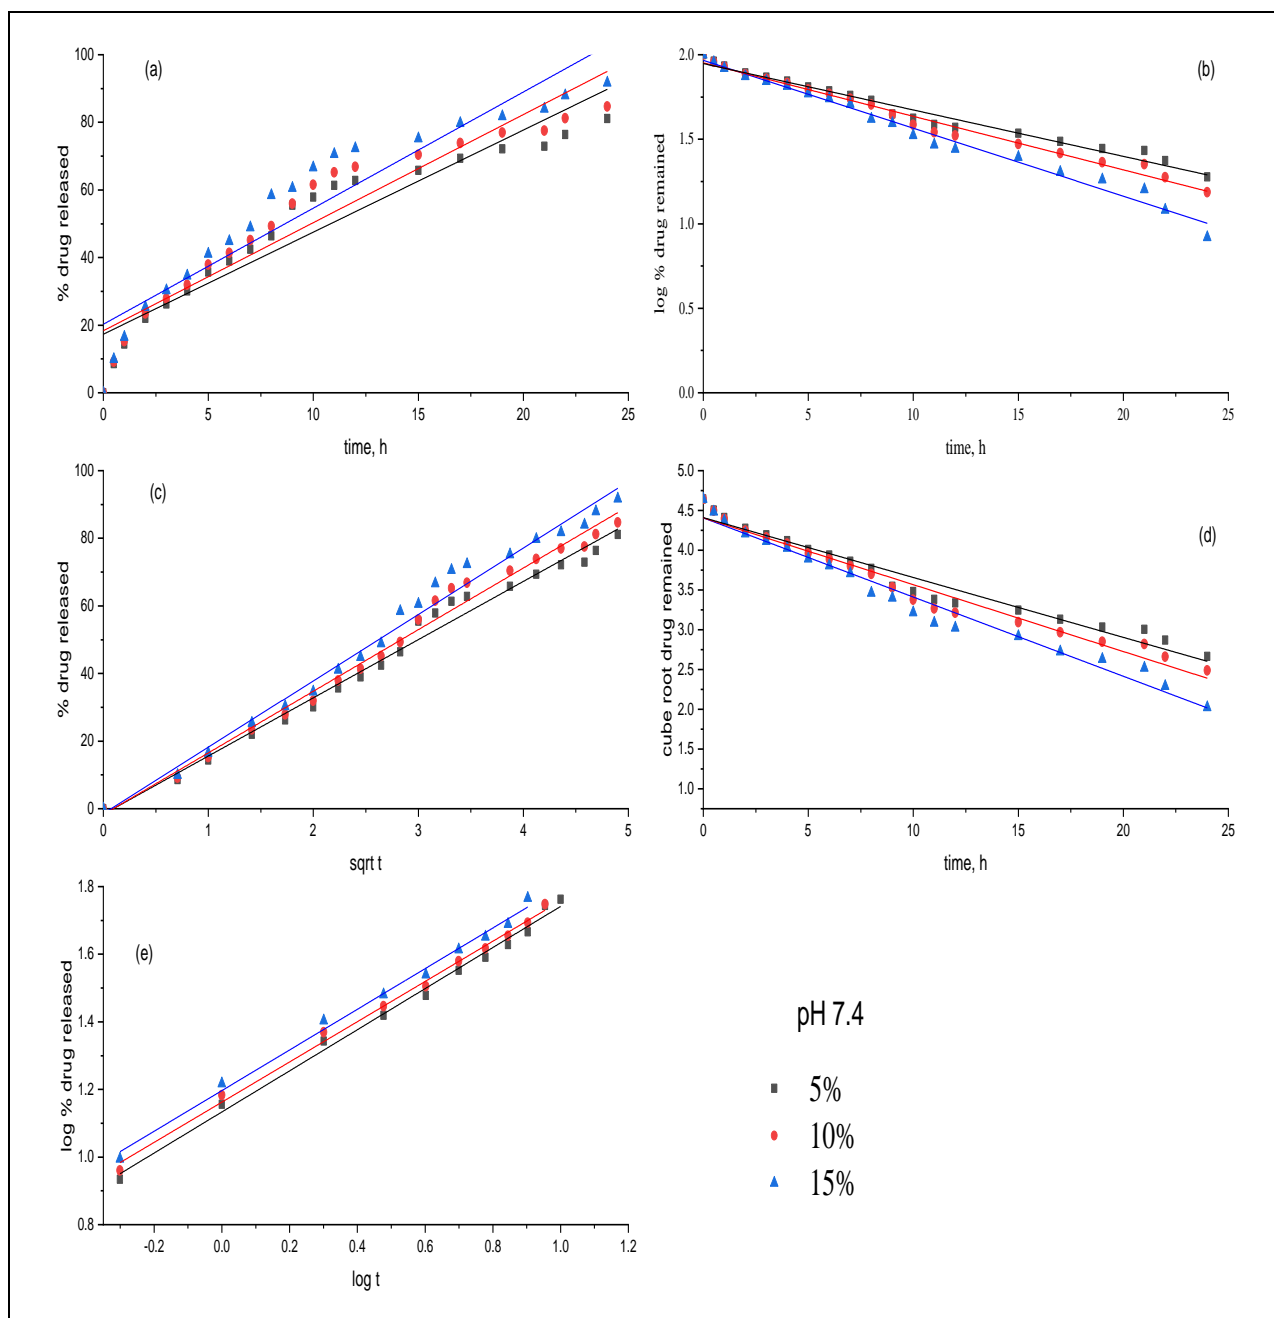 (a)
% drug released
100
80
60
40
20
0
0 5 10 15 20 25
time, h
(b)
log % drug remained
2.0
1.5
1.0
0.5
0.0
0 5 10 15 20 25
time, h
(c)
% drug released
100
80
60
40
20
0
0 1 2 3 4 5
sqrt t
(d)
cube root drug remained
5.0
4.5
4.0
3.5
3.0
2.5
2.0
1.5
1.0
0 5 10 15 20 25
time, h
(e)
log % drug released
1.8
1.6
1.4
1.2
1.0
0.8
-0.2 0.0 0.2 0.4 0.6 0.8 1.0 1.2
log t
pH 7.4
5%
10%
15%